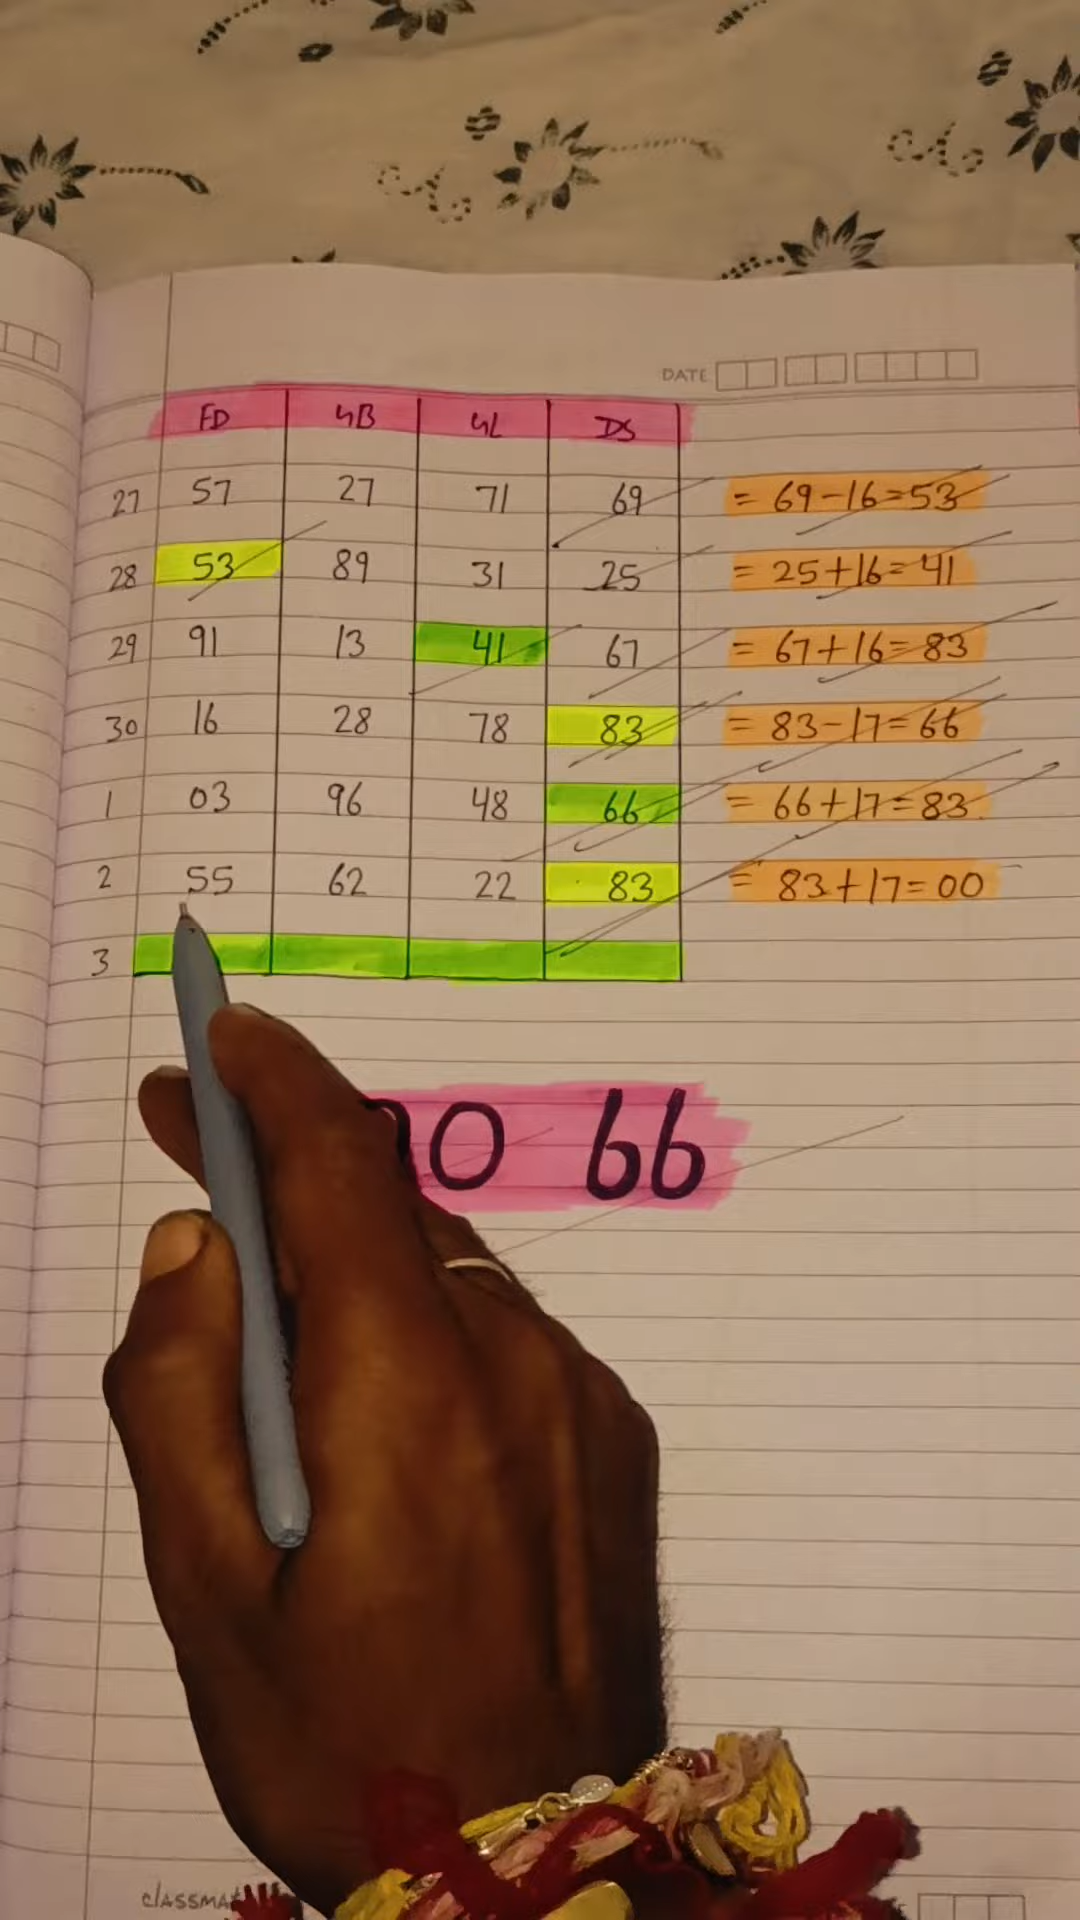 DATE
FD GB GL DS
27 57 27 71 69 = 69-16=53
28 53 89 31 25 = 25+16=41
29 91 13 41 67 = 67+16=83
30 16 28 78 83 = 83-17=66
1 03 96 48 66 = 66+17=83
2 55 62 22 83 = 83+17=00
3
0 66